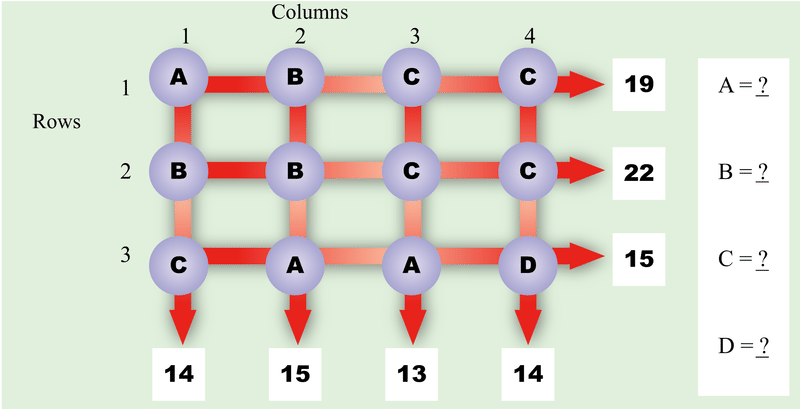 Columns
1 2 3 4
Rows
1 A B C C 19
2 B B C C 22
3 C A A D 15
14 15 13 14
A = ?
B = ?
C = ?
D = ?